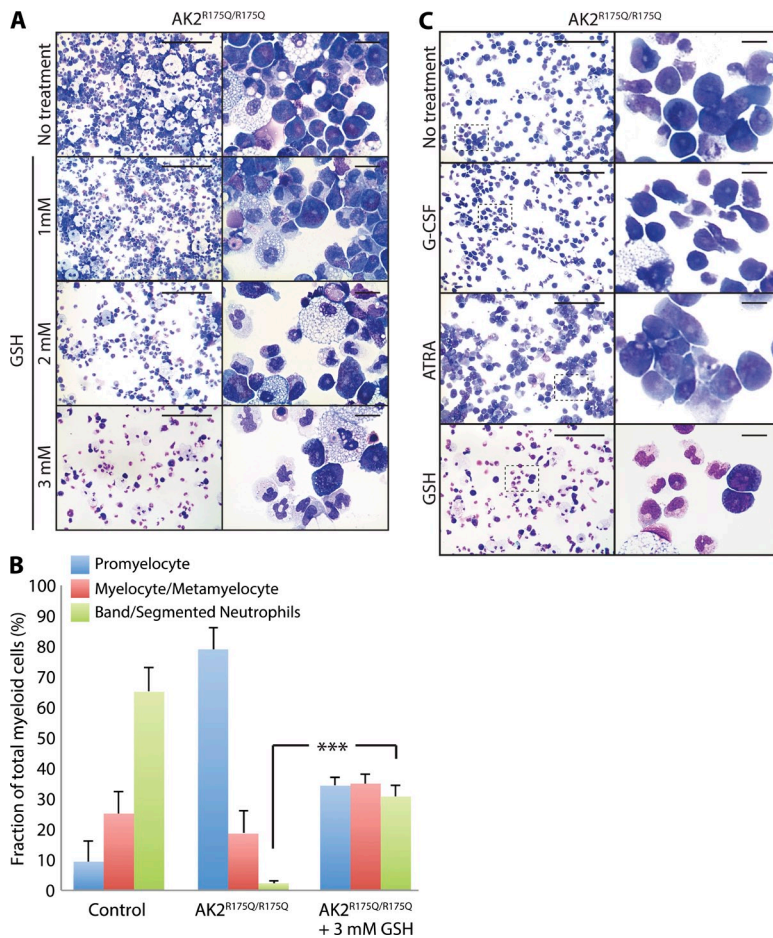 A
AK2R175Q/R175Q
No treatment
GSH
1mM
2 mM
3 mM
B
Promyelocyte
Myelocyte/Metamyelocyte
Band/Segmented Neutrophils
Fraction of total myeloid cells (%)
100
90
80
70
60
50
40
30
20
10
0
***
Control
AK2R175Q/R175Q
AK2R175Q/R175Q
+ 3 mM GSH
C
AK2R175Q/R175Q
No treatment
G-CSF
ATRA
GSH